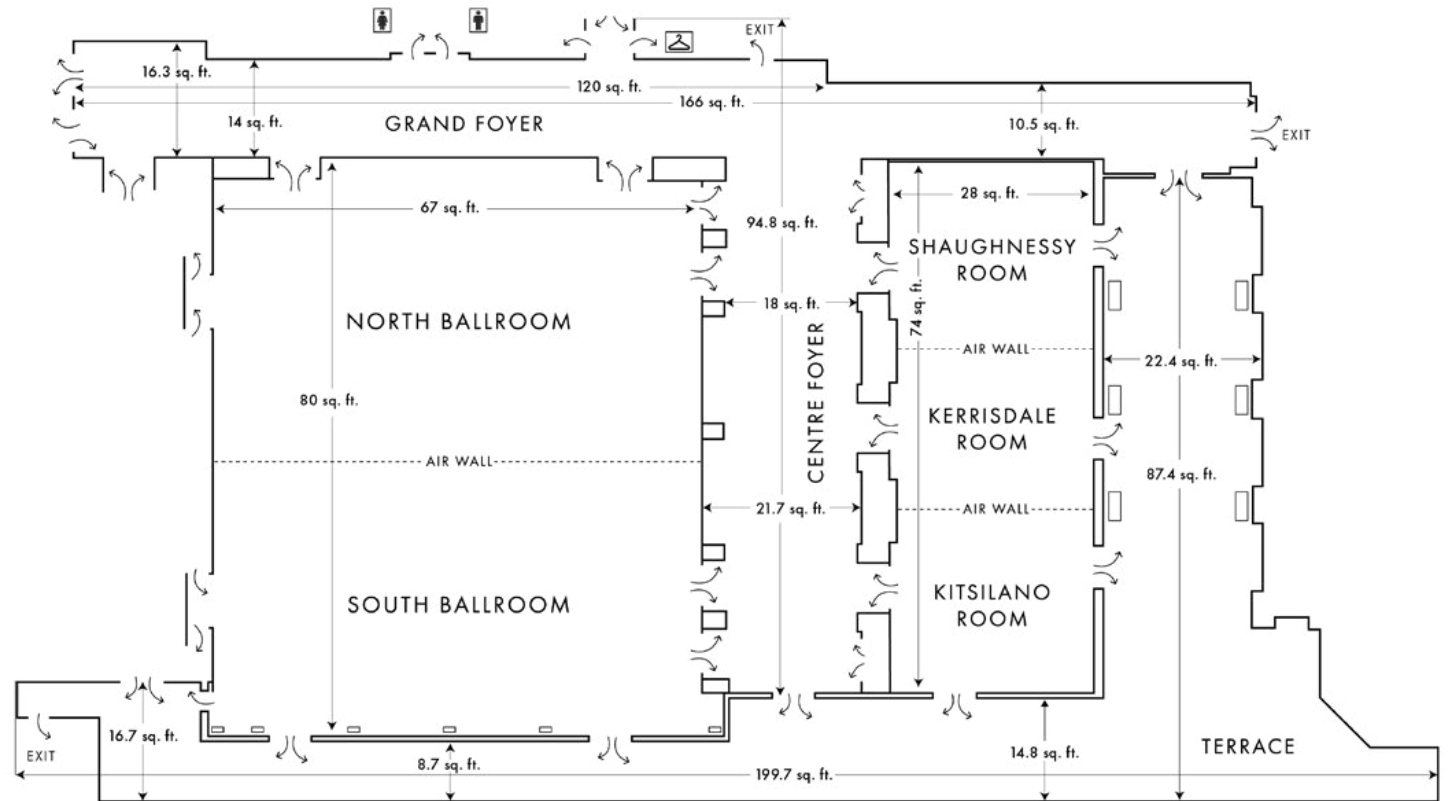 EXIT
16.3 sq. ft.
120 sq. ft.
166 sq. ft.
14 sq. ft.
GRAND FOYER
10.5 sq. ft.
EXIT
67 sq. ft.
28 sq. ft.
94.8 sq. ft.
SHAUGHNESSY
ROOM
74 sq. ft.
18 sq. ft.
NORTH BALLROOM
CENTRE FOYER
AIR WALL
22.4 sq. ft.
80 sq. ft.
KERRISDALE
ROOM
AIR WALL
87.4 sq. ft.
21.7 sq. ft.
AIR WALL
SOUTH BALLROOM
KITSILANO
ROOM
16.7 sq. ft.
EXIT
8.7 sq. ft.
14.8 sq. ft.
TERRACE
199.7 sq. ft.